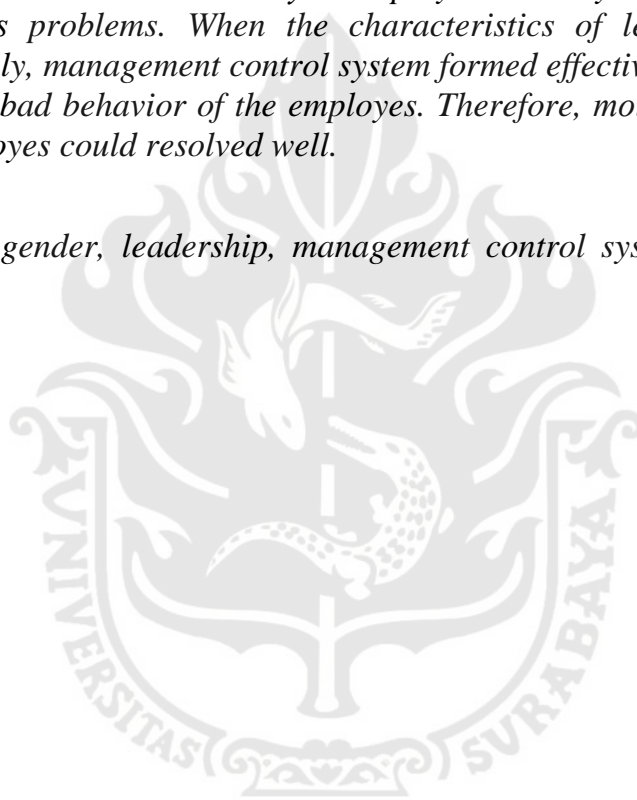 s problems. When the characteristics of le
ly, management control system formed effectiv
bad behavior of the employes. Therefore, mo
oyes could resolved well.
gender, leadership, management control sys
UNIVERSITAS SURABAYA